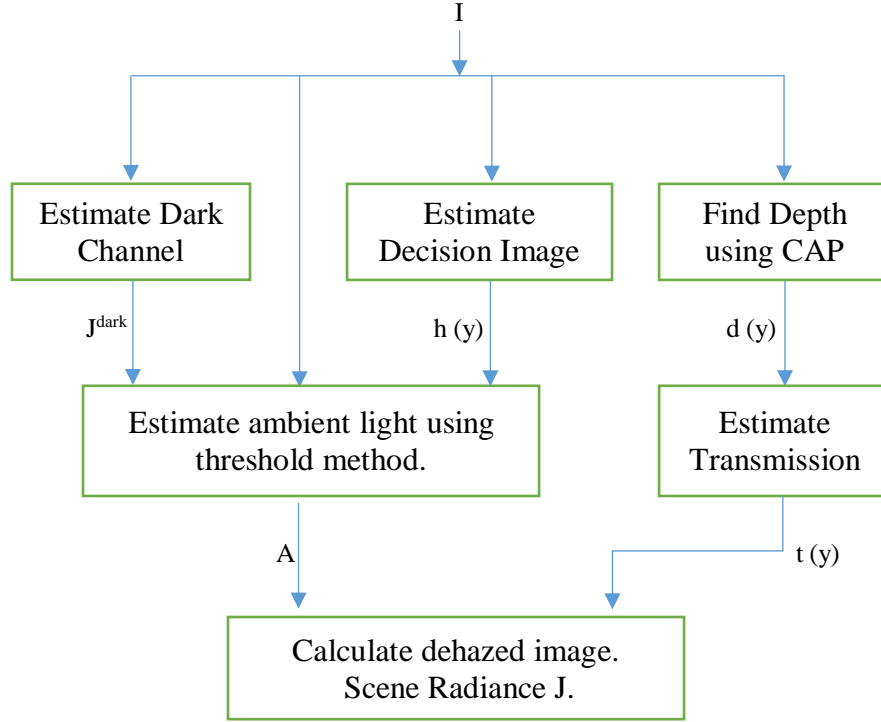 I
Estimate Dark
Channel
Estimate
Decision Image
Find Depth
using CAP
J^dark
h (y)
d (y)
Estimate ambient light using
threshold method.
Estimate
Transmission
A
t (y)
Calculate dehazed image.
Scene Radiance J.